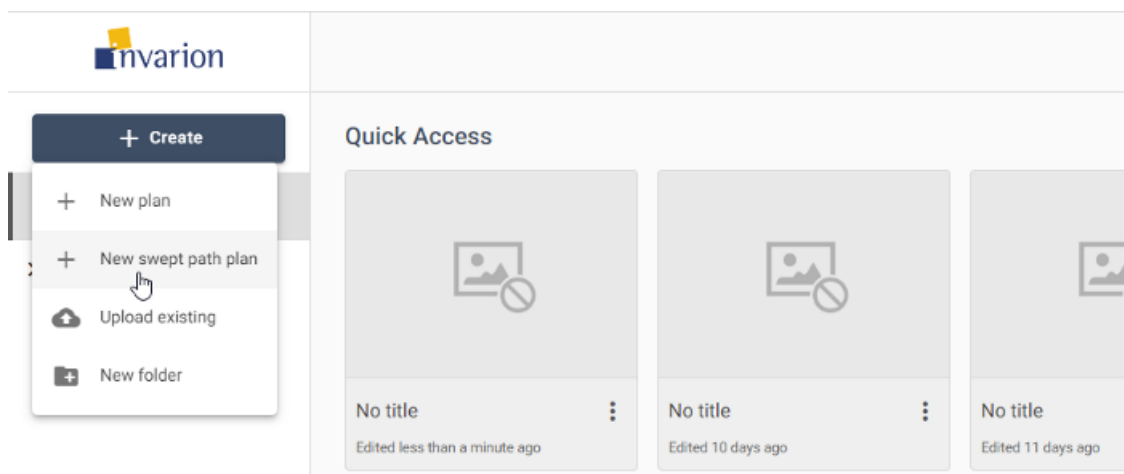 invarion
Create
Quick Access
New plan
New swept path plan
Upload existing
New folder
No title
Edited less than a minute ago
No title
Edited 10 days ago
No title
Edited 11 days ago